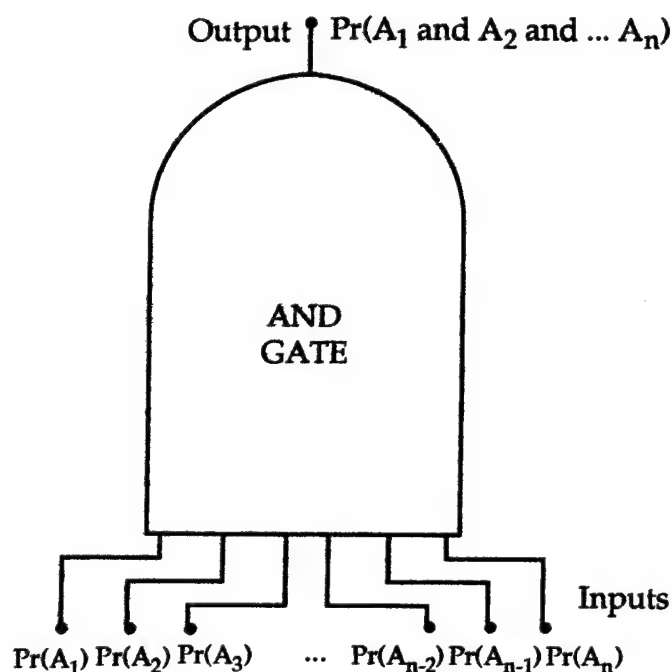 Output Pr(A₁ and A₂ and ... Aₙ)
AND
GATE
Inputs
Pr(A₁) Pr(A₂) Pr(A₃) ... Pr(Aₙ₋₂) Pr(Aₙ₋₁) Pr(Aₙ)